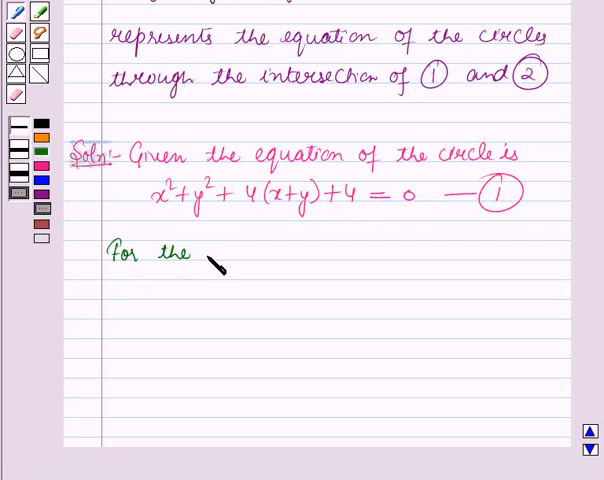 represents the equation of the circles
through the intersection of ① and ②
Soln:- Given the equation of the circle is
x²+y²+ 4(x+y)+4 = 0 — ①
For the